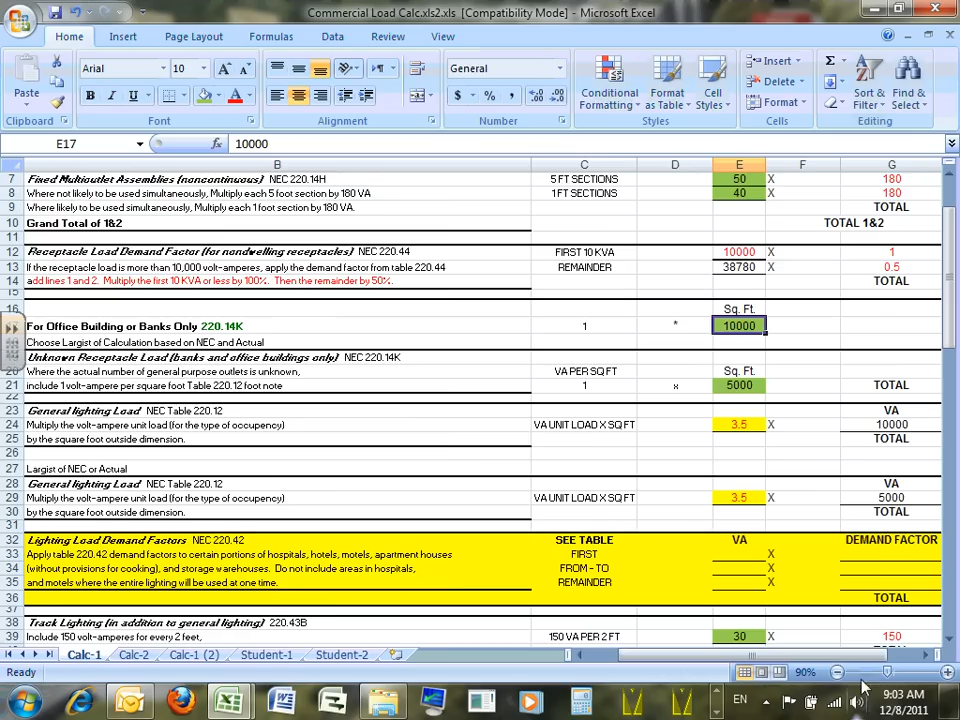 Commercial Load Calc.xls2.xls [Compatibility Mode] - Microsoft Excel
Home Insert Page Layout Formulas Data Review View
Paste Arial 10 General Conditional Formatting Format as Table Cell Styles Insert Delete Format Sort & Filter Find & Select
Clipboard Font Alignment Number Styles Cells Editing
E17 fx 10000
B C D E F G
7 Fixed Multioutlet Assemblies (noncontinuous) NEC 220.14H 5 FT SECTIONS 50 X 180
8 Where not likely to be used simultaneously, Multiply each 5 foot section by 180 VA 1 FT SECTIONS 40 X 180
9 Where likely to be used simultaneously, Multiply each 1 foot section by 180 VA. TOTAL
10 Grand Total of 1&2 TOTAL 1&2
11
12 Receptacle Load Demand Factor (for nondwelling receptacles) NEC 220.44 FIRST 10 KVA 10000 X 1
13 If the receptacle load is more than 10,000 volt-amperes, apply the demand factor from table 220.44 REMAINDER 38780 X 0.5
14 add lines 1 and 2. Multiply the first 10 KVA or less by 100%. Then the remainder by 50%. TOTAL
15
16 Sq. Ft.
For Office Building or Banks Only 220.14K 1 * 10000
Choose Largist of Calculation based on NEC and Actual
Unknown Receptacle Load (banks and office buildings only) NEC 220.14K
20 Where the actual number of general purpose outlets is unknown, VA PER SQ FT Sq. Ft.
21 include 1 volt-ampere per square foot Table 220.12 foot note 1 x 5000 TOTAL
22
23 General lighting Load NEC Table 220.12 VA
24 Multiply the volt-ampere unit load (for the type of occupancy) VA UNIT LOAD X SQ FT 3.5 X 10000
25 by the square foot outside dimension. TOTAL
26
27 Largist of NEC or Actual
28 General lighting Load NEC Table 220.12 VA
29 Multiply the volt-ampere unit load (for the type of occupancy) VA UNIT LOAD X SQ FT 3.5 X 5000
30 by the square foot outside dimension. TOTAL
31
32 Lighting Load Demand Factors NEC 220.42 SEE TABLE VA DEMAND FACTOR
33 Apply table 220.42 demand factors to certain portions of hospitals, hotels, motels, apartment houses FIRST X
34 (without provisions for cooking), and storage warehouses. Do not include areas in hospitals, FROM - TO X
35 and motels where the entire lighting will be used at one time. REMAINDER X
36 TOTAL
37
38 Track Lighting (in addition to general lighting) 220.43B
39 Include 150 volt-amperes for every 2 feet, 150 VA PER 2 FT 30 X 150
Calc-1 Calc-2 Calc-1 (2) Student-1 Student-2
Ready 90%
EN 9:03 AM
12/8/2011